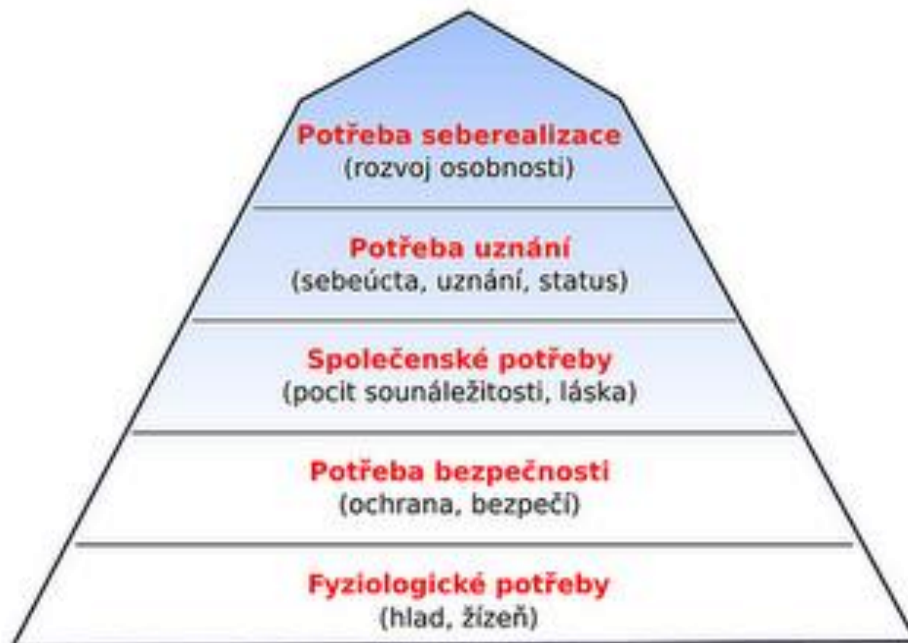 Potřeba seberealizace
(rozvoj osobnosti)
Potřeba uznání
(sebeúcta, uznání, status)
Společenské potřeby
(pocit sounáležitosti, láska)
Potřeba bezpečnosti
(ochrana, bezpečí)
Fyziologické potřeby
(hlad, žízeň)